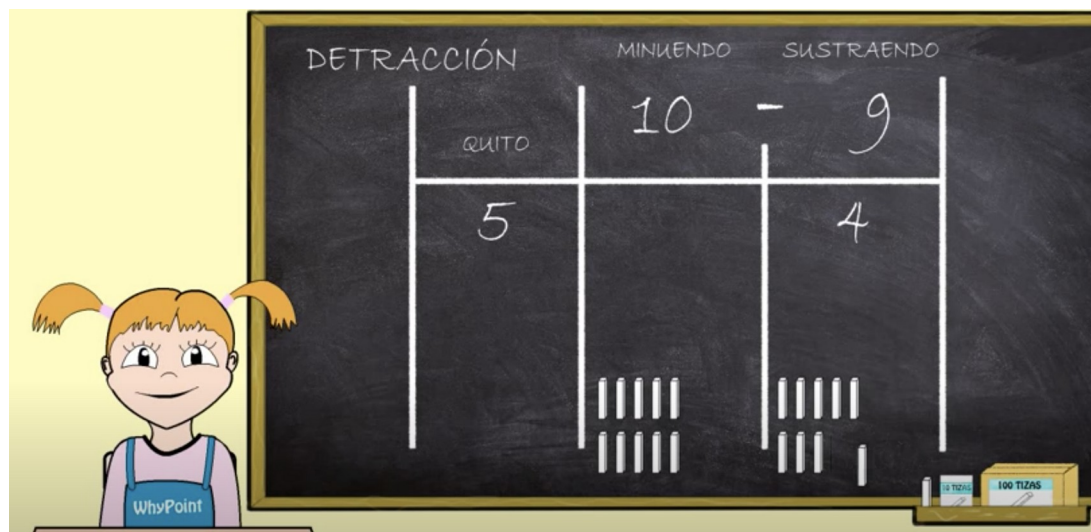 DETRACCIÓN
MINUENDO SUSTRAENDO
10 - 9
QUITO
5 4
WhyPoint
10 TIZAS
100 TIZAS